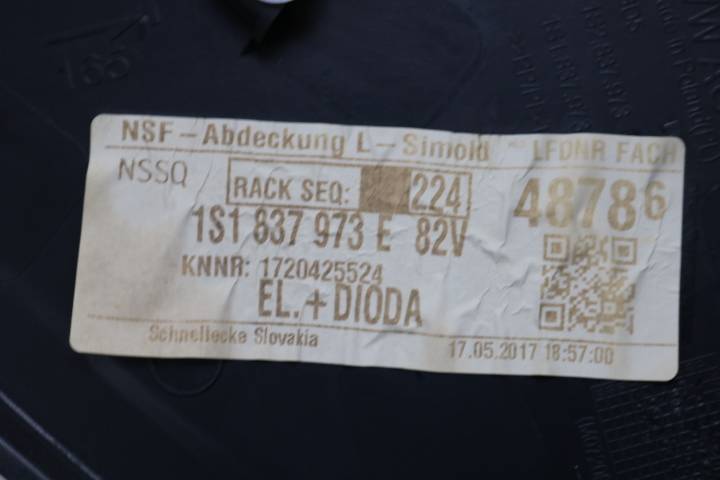 168
NSF - Abdeckung L - Simold LFDNR FACH
NSSQ RACK SEQ: 224 48786
1S1 837 973 E 82V
KNNR: 1720425524
EL. + DIODA
Schnellecke Slovakia 17.05.2017 18:57:00